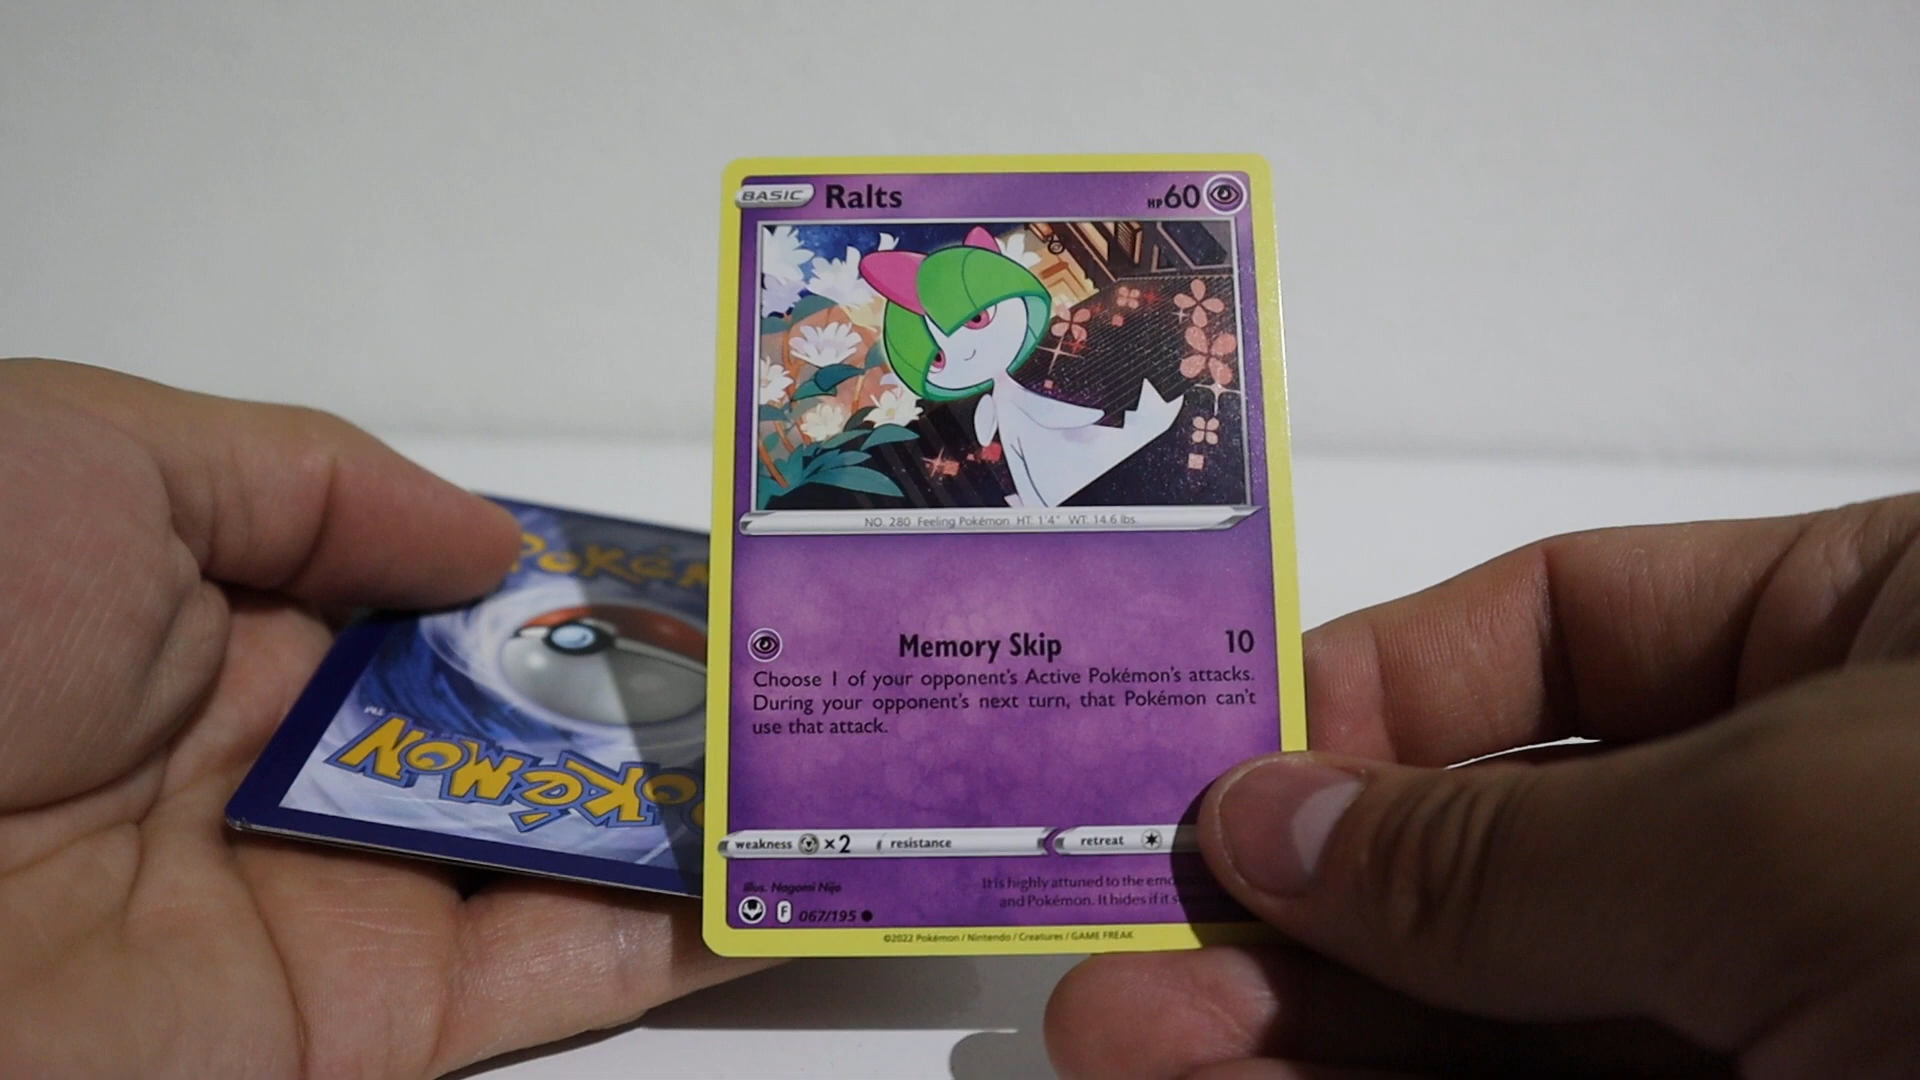 BASIC Ralts HP60
NO. 280 Feeling Pokémon HT: 1'4" WT: 14.6 lbs.
Memory Skip 10
Choose 1 of your opponent's Active Pokémon's attacks.
During your opponent's next turn, that Pokémon can't
use that attack.
weakness ×2 resistance retreat
Illus. Nagomi Nijo
It is highly attuned to the
and Pokémon. It hides if it
F 067/195
©2022 Pokémon / Nintendo / Creatures / GAME FREAK
POKÉMON™